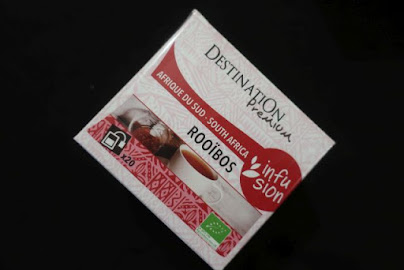 DESTINATION
premium
AFRIQUE DU SUD . SOUTH AFRICA
ROOÏBOS
infu
sion
x20